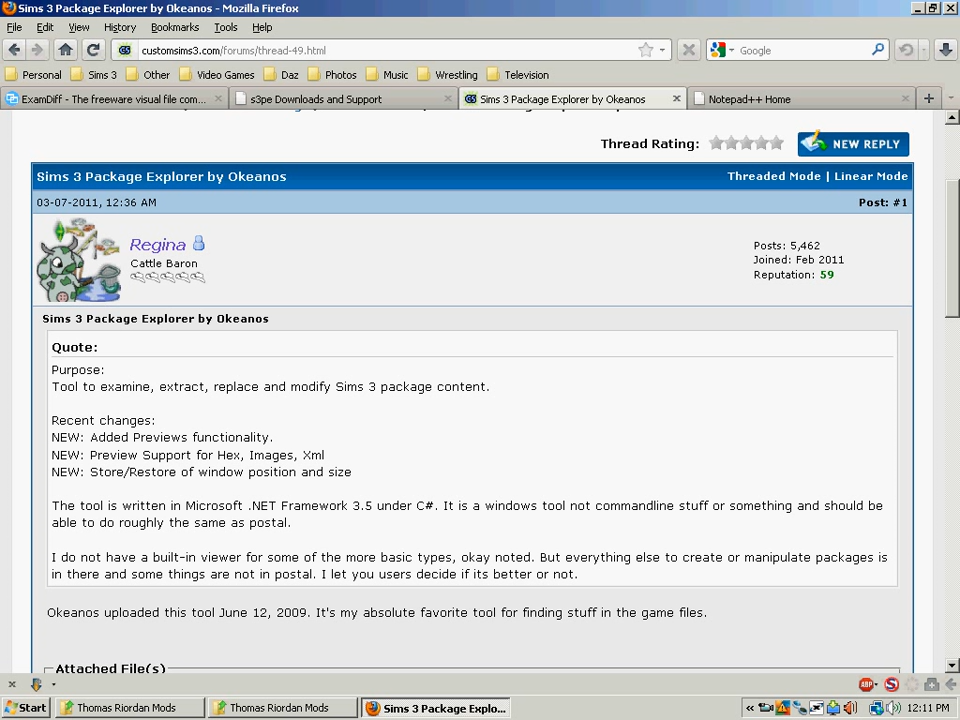 Sims 3 Package Explorer by Okeanos - Mozilla Firefox
File Edit View History Bookmarks Tools Help
customsims3.com/forums/thread-49.html
Google
Personal Sims 3 Other Video Games Daz Photos Music Wrestling Television
ExamDiff - The freeware visual file com...
s3pe Downloads and Support
Sims 3 Package Explorer by Okeanos
Notepad++ Home
Thread Rating:
NEW REPLY
Sims 3 Package Explorer by Okeanos
Threaded Mode | Linear Mode
03-07-2011, 12:36 AM
Post: #1
Regina
Cattle Baron
Posts: 5,462
Joined: Feb 2011
Reputation: 59
Sims 3 Package Explorer by Okeanos
Quote:
Purpose:
Tool to examine, extract, replace and modify Sims 3 package content.
Recent changes:
NEW: Added Previews functionality.
NEW: Preview Support for Hex, Images, Xml
NEW: Store/Restore of window position and size
The tool is written in Microsoft .NET Framework 3.5 under C#. It is a windows tool not commandline stuff or something and should be
able to do roughly the same as postal.
I do not have a built-in viewer for some of the more basic types, okay noted. But everything else to create or manipulate packages is
in there and some things are not in postal. I let you users decide if its better or not.
Okeanos uploaded this tool June 12, 2009. It's my absolute favorite tool for finding stuff in the game files.
Attached File(s)
ABP
Start
Thomas Riordan Mods
Thomas Riordan Mods
Sims 3 Package Explo...
12:11 PM